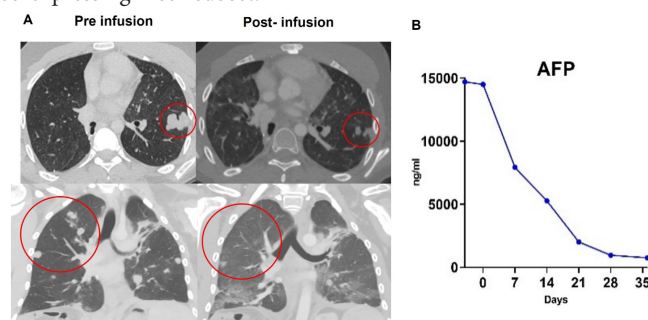 A Pre infusion Post- infusion
B
AFP
15000
10000
5000
0
ng/ml
0 7 14 21 28 35
Days